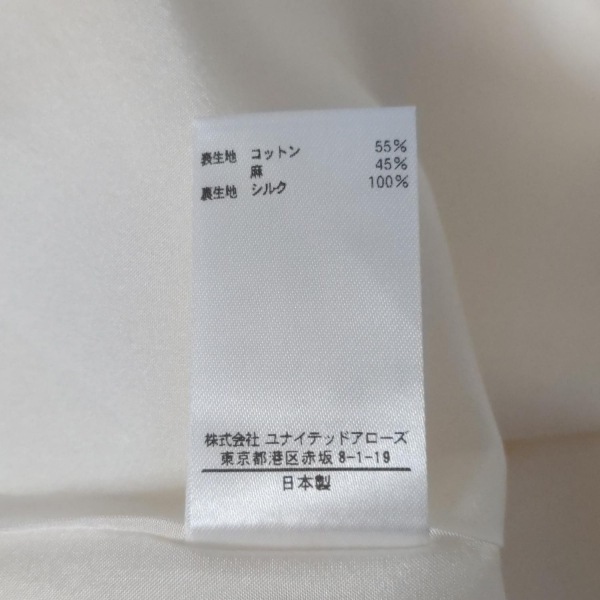 表生地 コットン 55%
麻 45%
裏生地 シルク 100%
株式会社 ユナイテッドアローズ
東京都港区赤坂 8-1-19
日本製